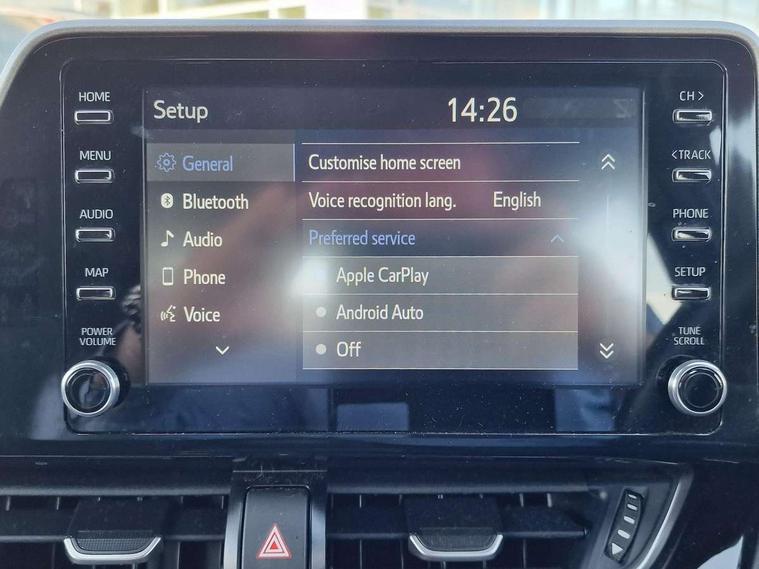 HOME
MENU
AUDIO
MAP
POWER
VOLUME
Setup
14:26
General
Bluetooth
Audio
Phone
Voice
Customise home screen
Voice recognition lang. English
Preferred service
Apple CarPlay
Android Auto
Off
CH >
< TRACK
PHONE
SETUP
TUNE
SCROLL